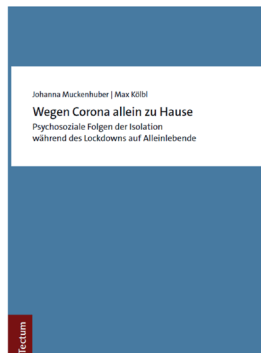 Johanna Muckenhuber | Max Kölbl
Wegen Corona allein zu Hause
Psychosoziale Folgen der Isolation
während des Lockdowns auf Alleinlebende
Tectum